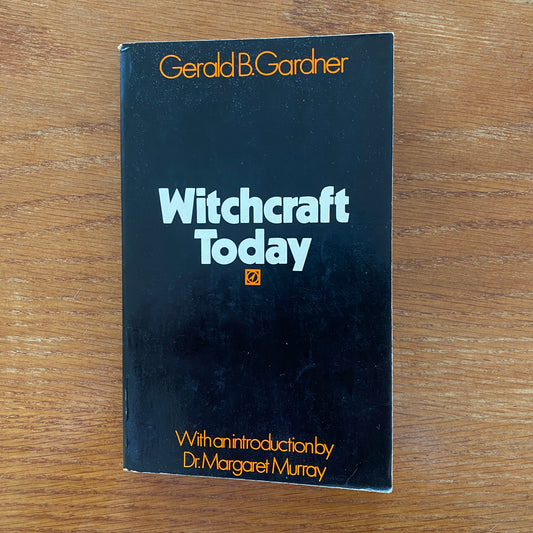 Gerald B. Gardner
Witchcraft
Today
With an introduction by
Dr. Margaret Murray